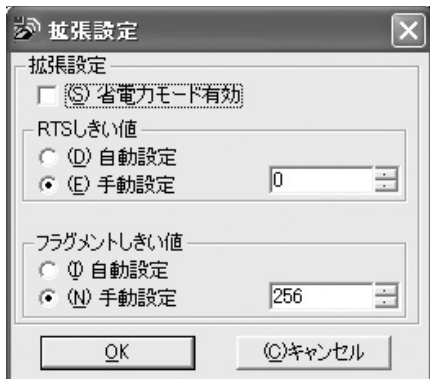 拡張設定
拡張設定
(S) 省電力モード有効
RTSしきい値
(D) 自動設定
(E) 手動設定
0
フラグメントしきい値
(I) 自動設定
(N) 手動設定
256
OK
(C)キャンセル